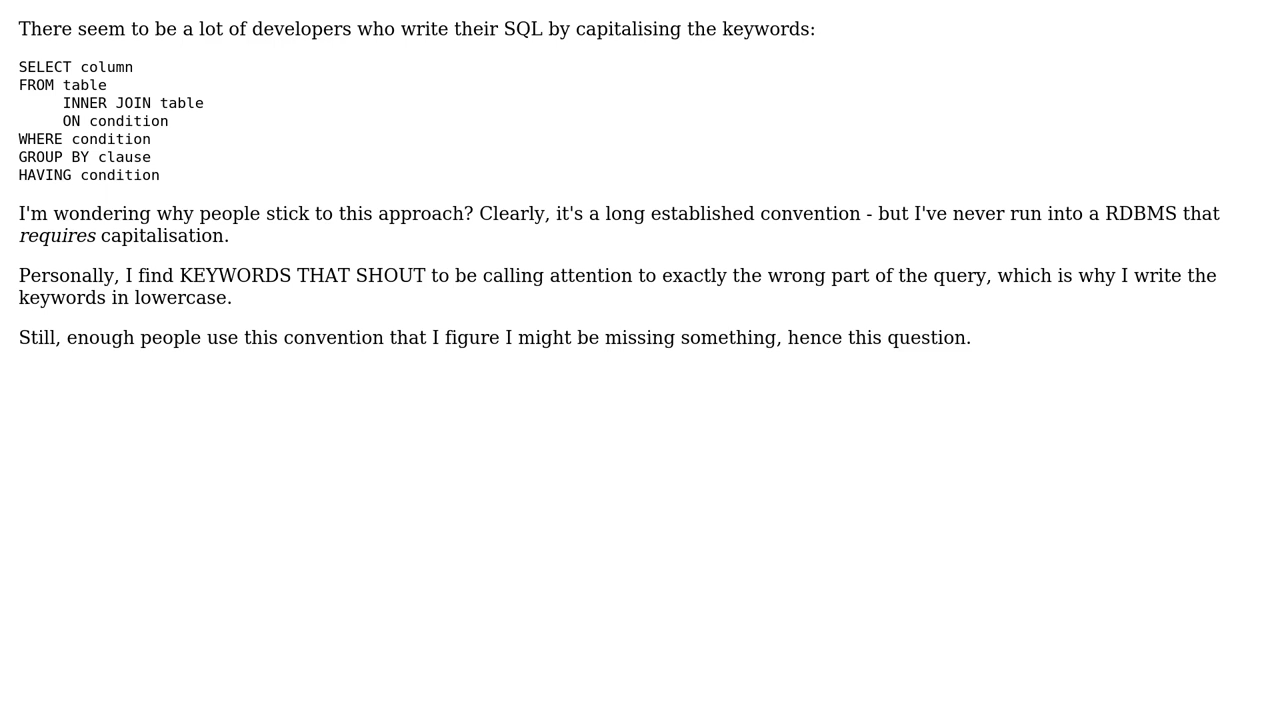 There seem to be a lot of developers who write their SQL by capitalising the keywords:
SELECT column
FROM table
     INNER JOIN table
     ON condition
WHERE condition
GROUP BY clause
HAVING condition
I'm wondering why people stick to this approach? Clearly, it's a long established convention - but I've never run into a RDBMS that
requires capitalisation.
Personally, I find KEYWORDS THAT SHOUT to be calling attention to exactly the wrong part of the query, which is why I write the
keywords in lowercase.
Still, enough people use this convention that I figure I might be missing something, hence this question.